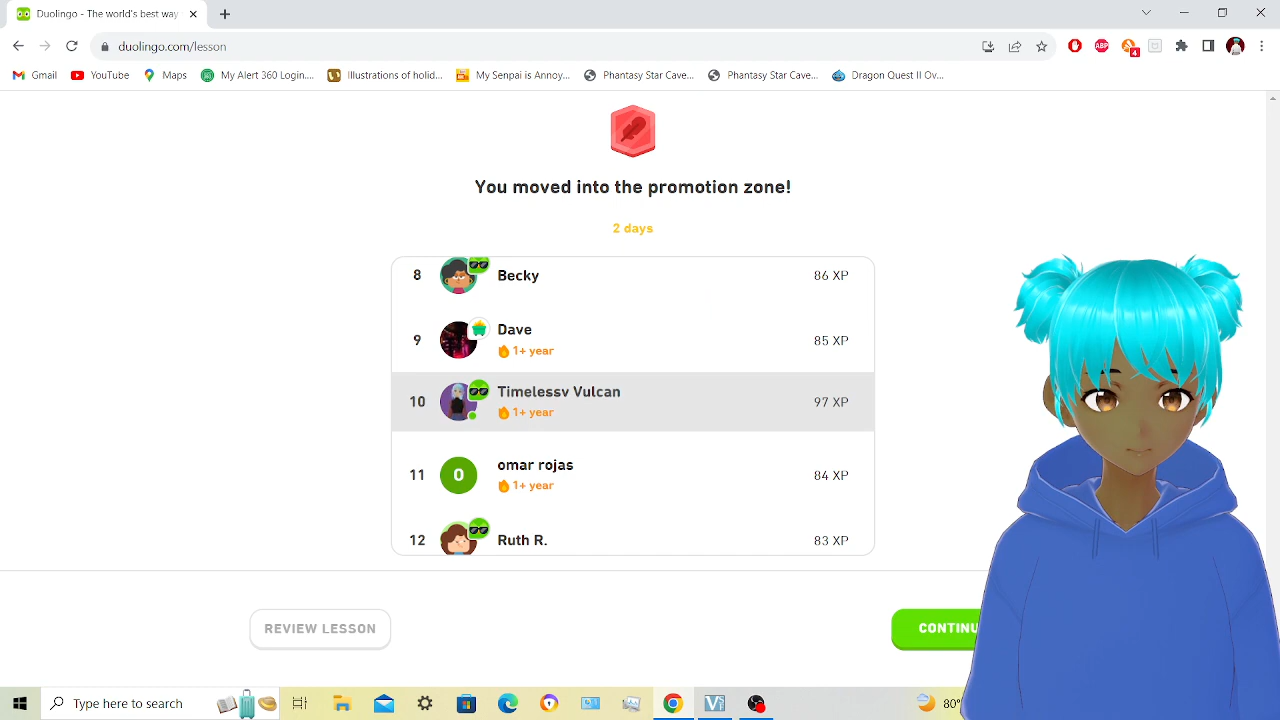 Duolingo - The world's best way
duolingo.com/lesson
ABP
4
Gmail
YouTube
Maps
My Alert 360 Login....
Illustrations of holid...
My Senpai is Annoy...
Phantasy Star Cave...
Phantasy Star Cave...
Dragon Quest II Ov...
You moved into the promotion zone!
2 days
8 Becky 86 XP
9 Dave 85 XP
1+ year
10 Timelessv Vulcan 97 XP
1+ year
11 O omar rojas 84 XP
1+ year
12 Ruth R. 83 XP
REVIEW LESSON
CONTINU
Type here to search
80°